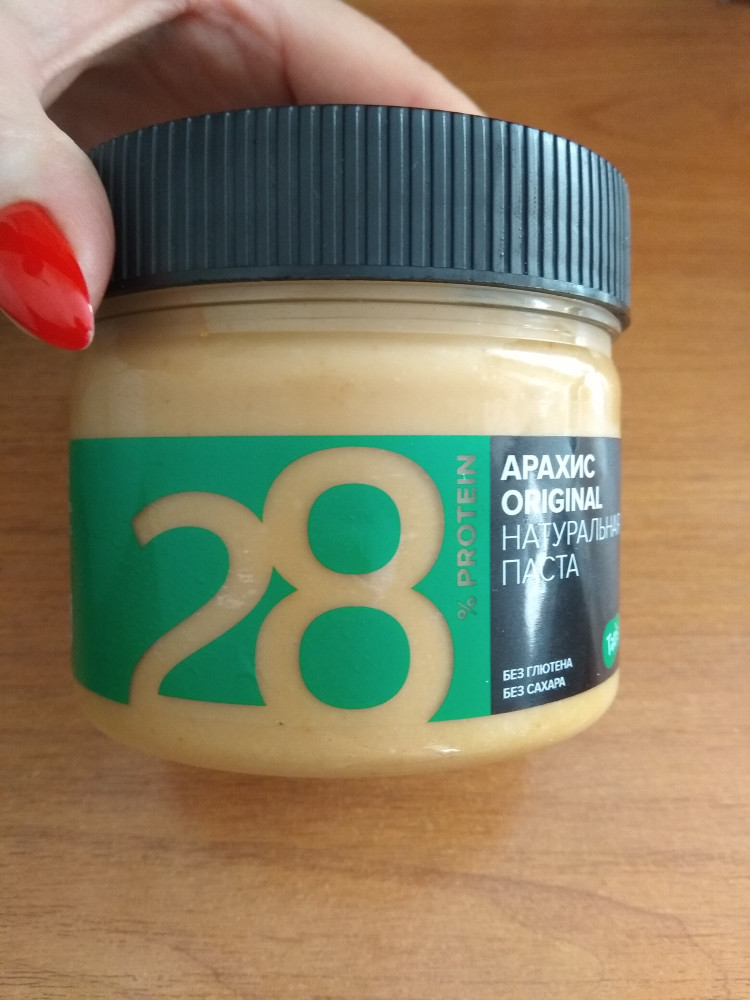 28
% PROTEIN
АРАХИС
ORIGINAL
НАТУРАЛЬНАЯ
ПАСТА
БЕЗ ГЛЮТЕНА
БЕЗ САХАРА